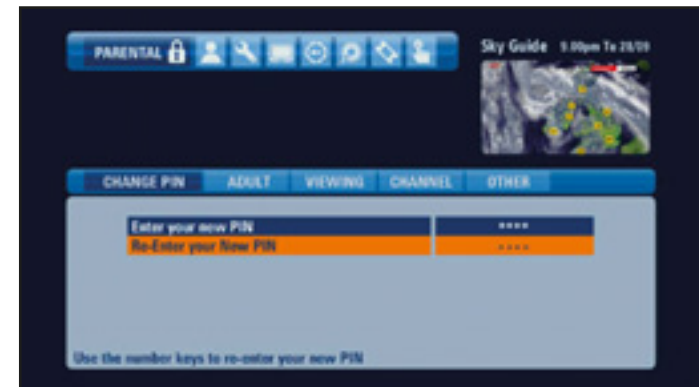 PARENTAL
Sky Guide 9.00pm Tu 28/09
CHANGE PIN ADULT VIEWING CHANNEL OTHER
Enter your new PIN ****
Re-Enter your New PIN ----
Use the number keys to re-enter your new PIN